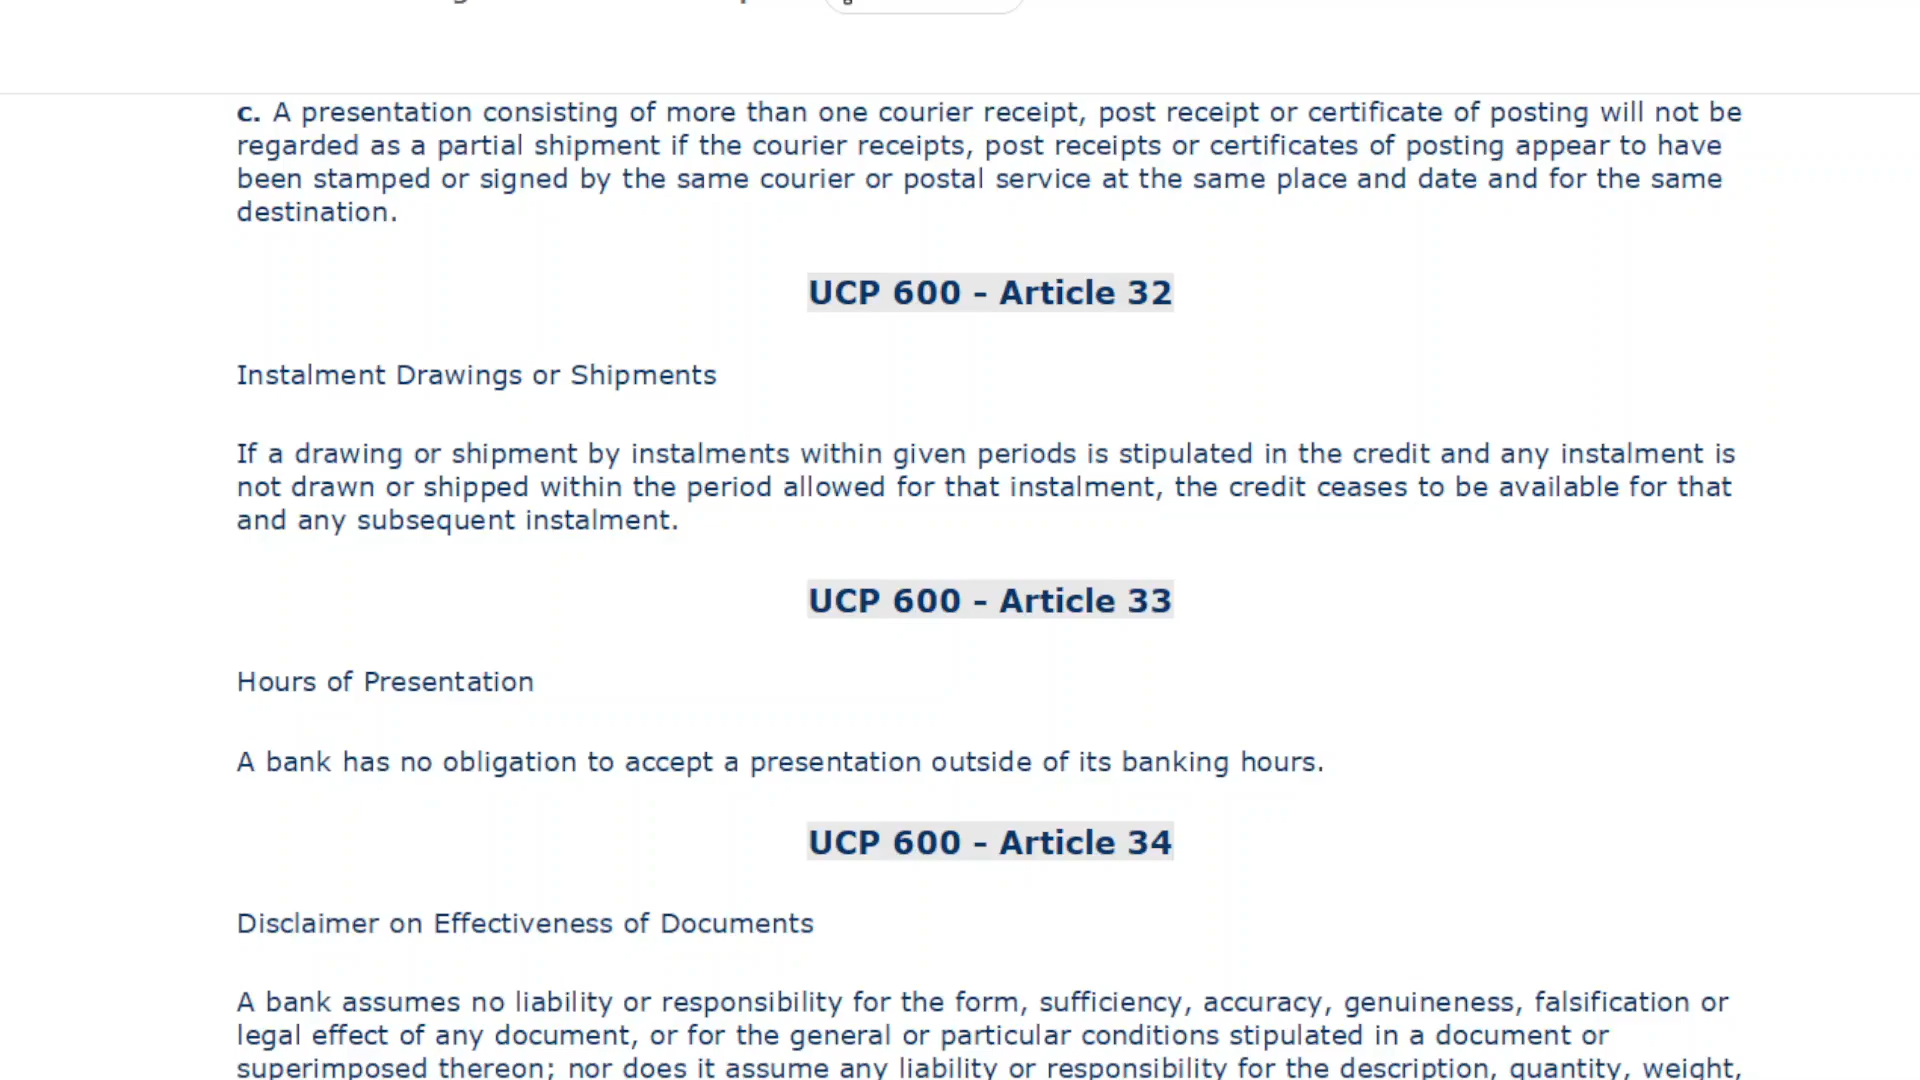 c. A presentation consisting of more than one courier receipt, post receipt or certificate of posting will not be
regarded as a partial shipment if the courier receipts, post receipts or certificates of posting appear to have
been stamped or signed by the same courier or postal service at the same place and date and for the same
destination.
UCP 600 – Article 32
Instalment Drawings or Shipments
If a drawing or shipment by instalments within given periods is stipulated in the credit and any instalment is
not drawn or shipped within the period allowed for that instalment, the credit ceases to be available for that
and any subsequent instalment.
UCP 600 – Article 33
Hours of Presentation
A bank has no obligation to accept a presentation outside of its banking hours.
UCP 600 – Article 34
Disclaimer on Effectiveness of Documents
A bank assumes no liability or responsibility for the form, sufficiency, accuracy, genuineness, falsification or
legal effect of any document, or for the general or particular conditions stipulated in a document or
superimposed thereon; nor does it assume any liability or responsibility for the description, quantity, weight,